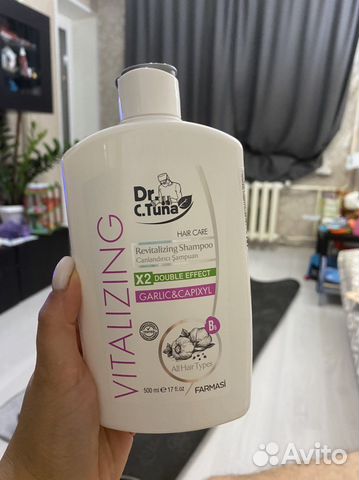 VITALIZING
Dr.
C.Tuna
HAIR CARE
Revitalizing Shampoo
Canlandırıcı Şampuan
X2 DOUBLE EFFECT
GARLIC&CAPIXYL
B5
All Hair Types
500 ml e 17 fl.oz
FARMASİ
Avito